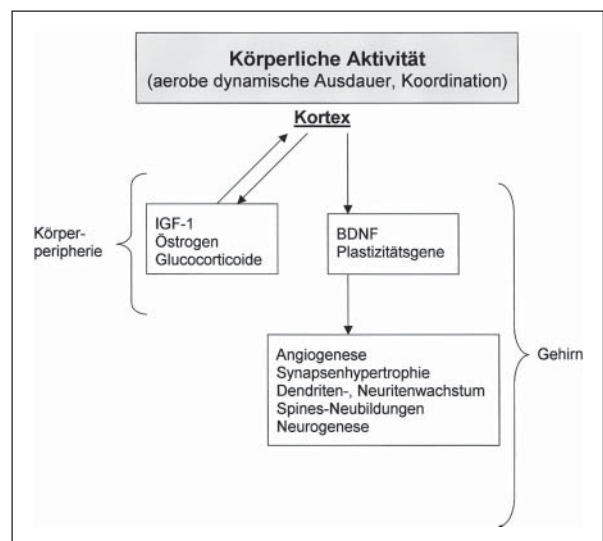 Körperliche Aktivität
(aerobe dynamische Ausdauer, Koordination)
Kortex
Körper-
peripherie
IGF-1
Östrogen
Glucocorticoide
BDNF
Plastizitätsgene
Angiogenese
Synapsenhypertrophie
Dendriten-, Neuritenwachstum
Spines-Neubildungen
Neurogenese
Gehirn